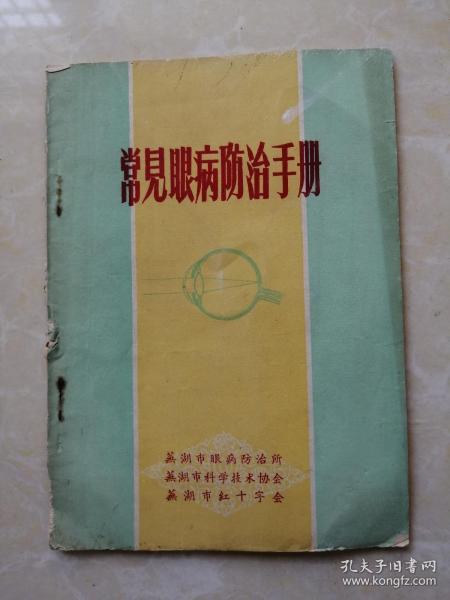 常見眼病防治手册
蕪湖市眼病防治所
蕪湖市科学技术协会
蕪湖市红十字会
孔夫子旧书网
www.kongfz.com